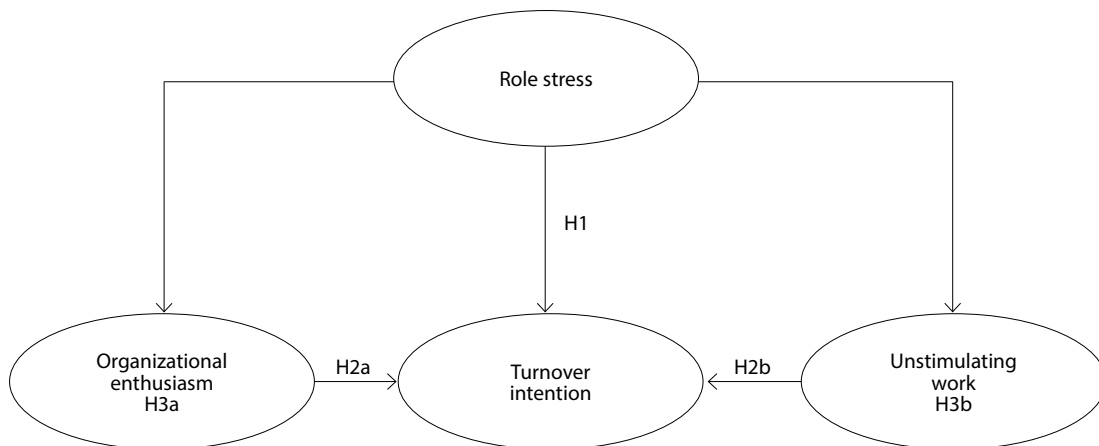 Role stress
H1
Organizational
enthusiasm
H3a
H2a
Turnover
intention
H2b
Unstimulating
work
H3b